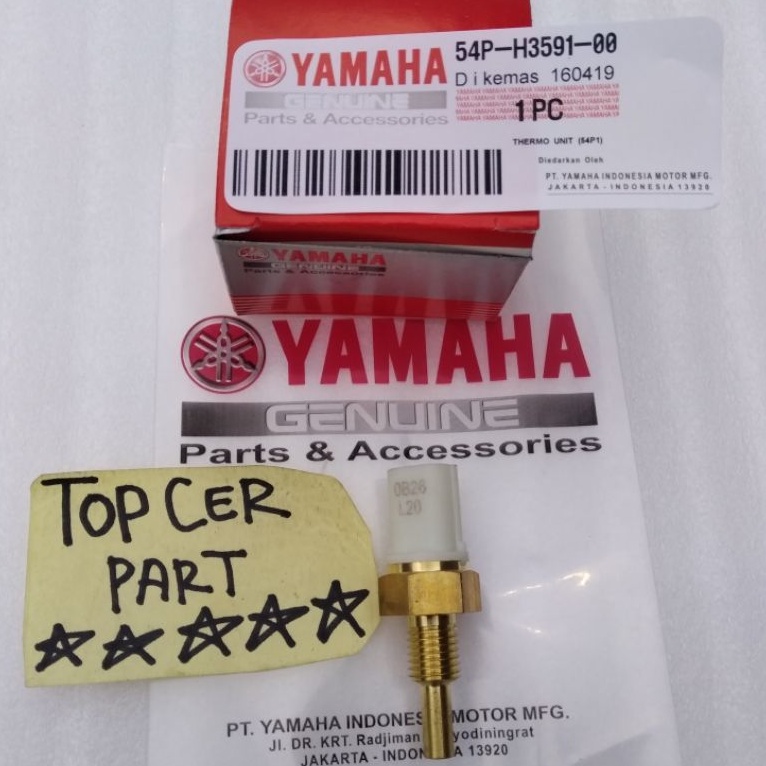 YAMAHA
GENUINE
Parts & Accessories
54P-H3591-00
Dikemas 160419
1 PC
THERMO UNIT (54P1)
Diedarkan Oleh
PT. YAMAHA INDONESIA MOTOR MFG.
JAKARTA - INDONESIA 13920
YAMAHA
GENUINE
Parts & Accessories
YAMAHA
GENUINE
Parts & Accessories
TOP CER
PART
0B26
L20
PT. YAMAHA INDONES MOTOR MFG.
Jl. DR. KRT. Radjiman yodiningrat
JAKARTA - INDON IA 13920